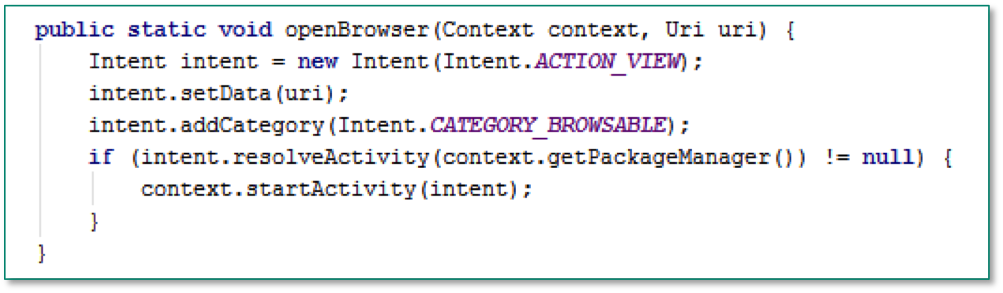 public static void openBrowser(Context context, Uri uri) {
    Intent intent = new Intent(Intent.ACTION_VIEW);
    intent.setData(uri);
    intent.addCategory(Intent.CATEGORY_BROWSABLE);
    if (intent.resolveActivity(context.getPackageManager()) != null) {
        context.startActivity(intent);
    }
}